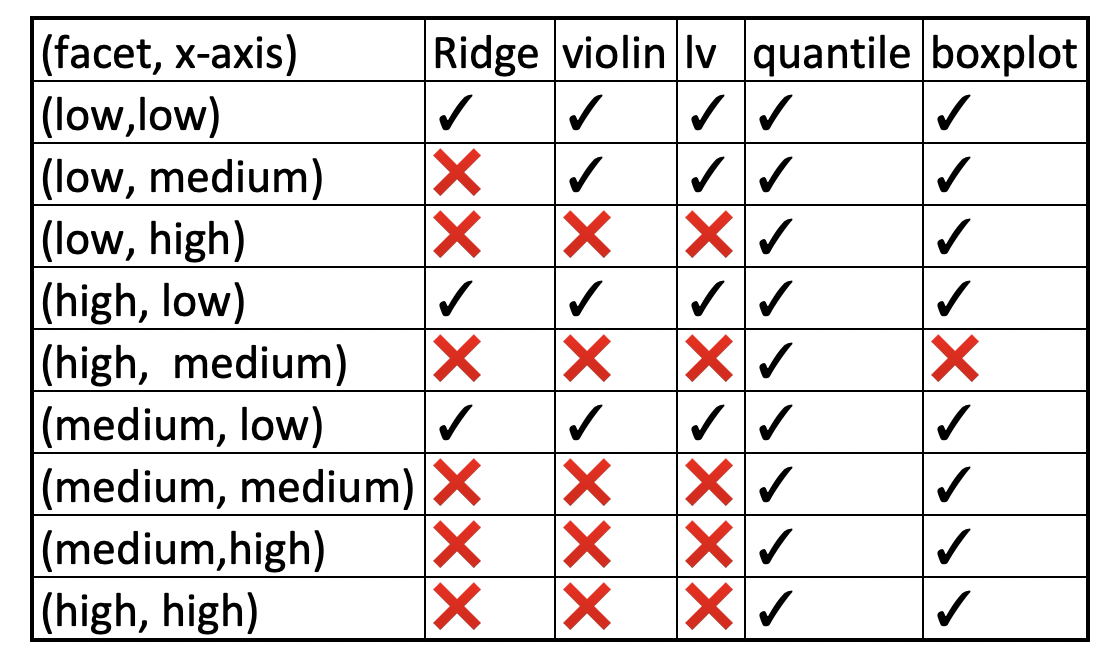 (facet, x-axis) Ridge violin lv quantile boxplot
(low,low) ✓ ✓ ✓ ✓ ✓
(low, medium) ❌ ✓ ✓ ✓ ✓
(low, high) ❌ ❌ ❌ ✓ ✓
(high, low) ✓ ✓ ✓ ✓ ✓
(high,  medium) ❌ ❌ ❌ ✓ ❌
(medium, low) ✓ ✓ ✓ ✓ ✓
(medium, medium) ❌ ❌ ❌ ✓ ✓
(medium,high) ❌ ❌ ❌ ✓ ✓
(high, high) ❌ ❌ ❌ ✓ ✓